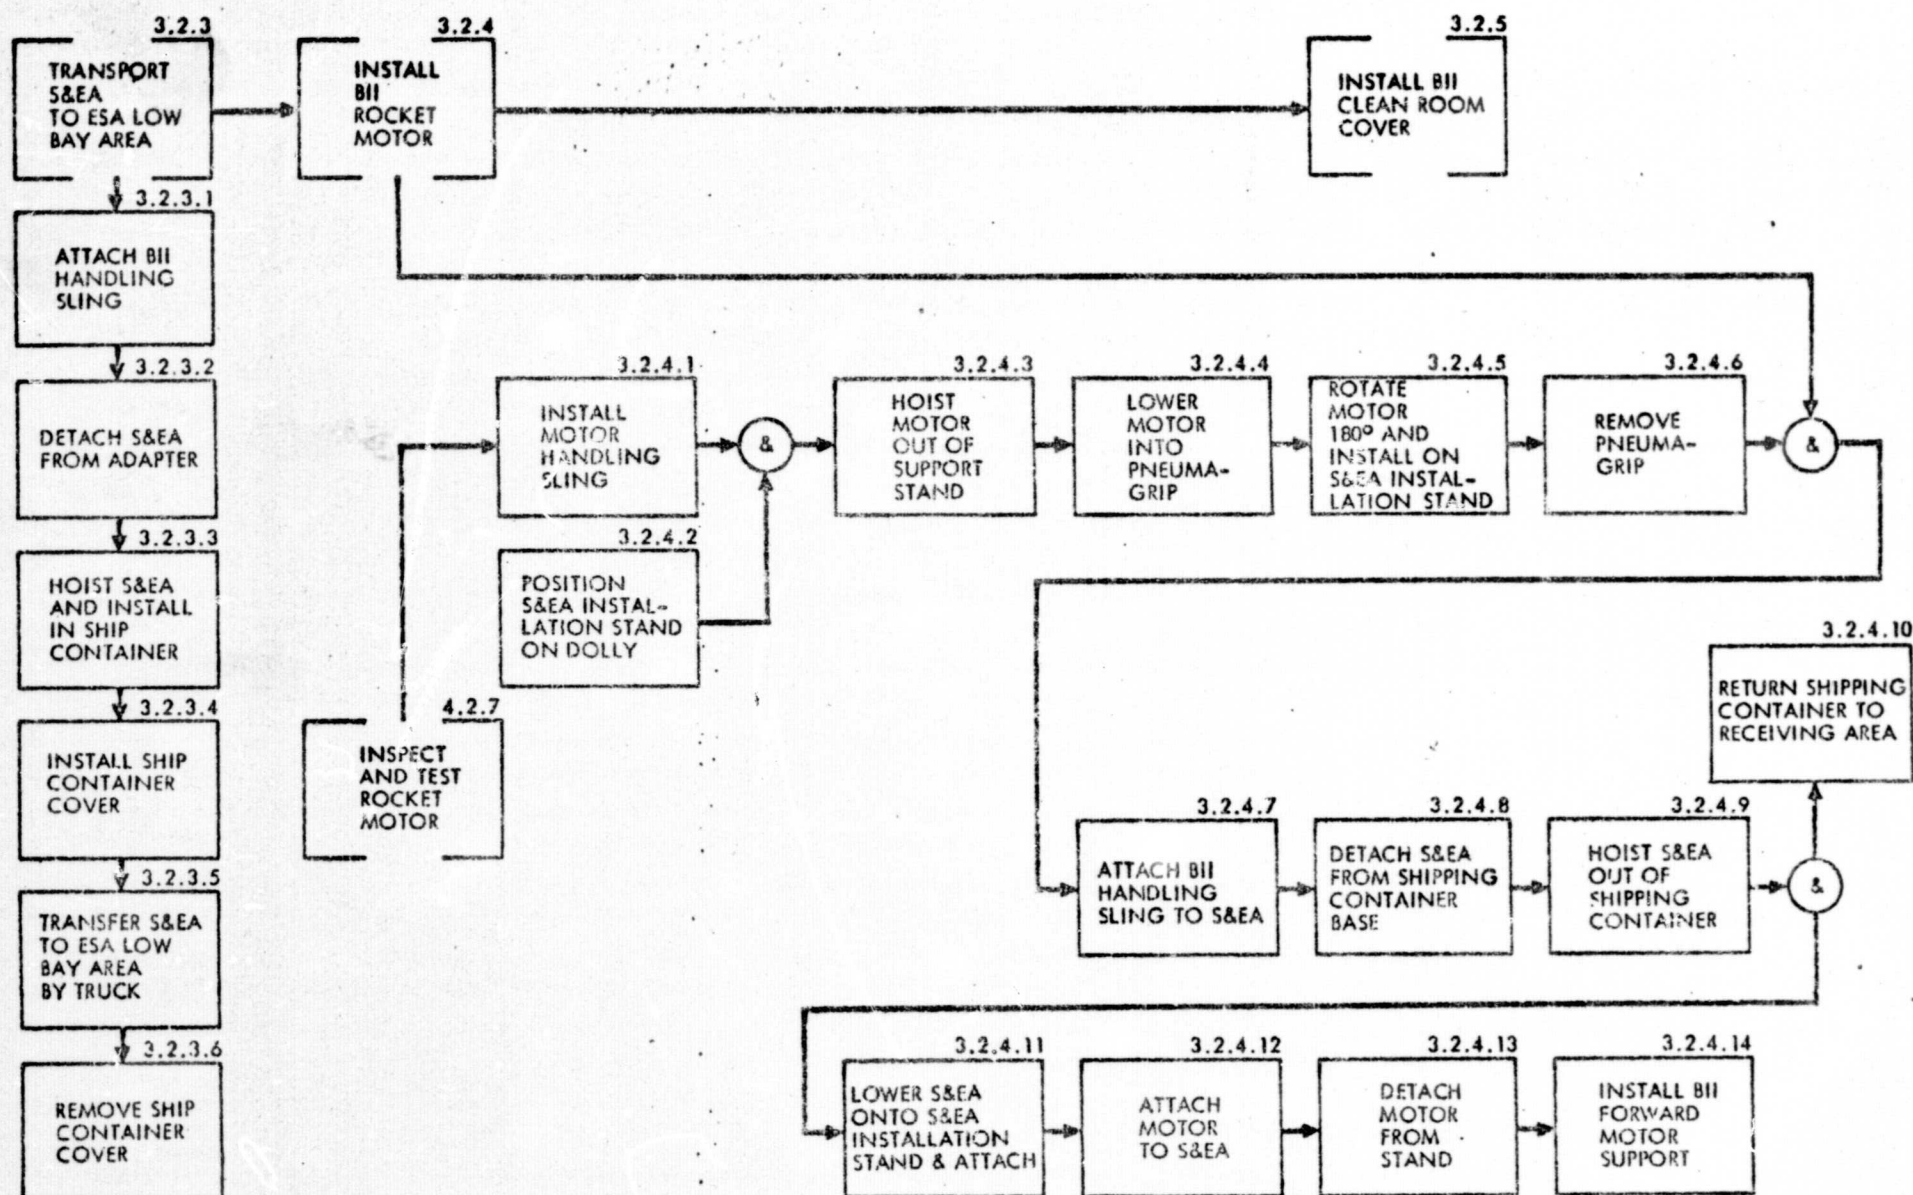 3.2.3
TRANSPORT
S&EA
TO ESA LOW
BAY AREA
3.2.4
INSTALL
BII
ROCKET
MOTOR
3.2.5
INSTALL BII
CLEAN ROOM
COVER
3.2.3.1
ATTACH BII
HANDLING
SLING
3.2.3.2
DETACH S&EA
FROM ADAPTER
3.2.3.3
HOIST S&EA
AND INSTALL
IN SHIP
CONTAINER
3.2.3.4
INSTALL SHIP
CONTAINER
COVER
3.2.3.5
TRANSFER S&EA
TO ESA LOW
BAY AREA
BY TRUCK
3.2.3.6
REMOVE SHIP
CONTAINER
COVER
4.2.7
INSPECT
AND TEST
ROCKET
MOTOR
3.2.4.1
INSTALL
MOTOR
HANDLING
SLING
3.2.4.2
POSITION
S&EA INSTAL-
LATION STAND
ON DOLLY
&
3.2.4.3
HOIST
MOTOR
OUT OF
SUPPORT
STAND
3.2.4.4
LOWER
MOTOR
INTO
PNEUMA-
GRIP
3.2.4.5
ROTATE
MOTOR
180° AND
INSTALL ON
S&EA INSTAL-
LATION STAND
3.2.4.6
REMOVE
PNEUMA-
GRIP
&
3.2.4.7
ATTACH BII
HANDLING
SLING TO S&EA
3.2.4.8
DETACH S&EA
FROM SHIPPING
CONTAINER
BASE
3.2.4.9
HOIST S&EA
OUT OF
SHIPPING
CONTAINER
&
3.2.4.10
RETURN SHIPPING
CONTAINER TO
RECEIVING AREA
3.2.4.11
LOWER S&EA
ONTO S&EA
INSTALLATION
STAND & ATTACH
3.2.4.12
ATTACH
MOTOR
TO S&EA
3.2.4.13
DETACH
MOTOR
FROM
STAND
3.2.4.14
INSTALL BII
FORWARD
MOTOR
SUPPORT